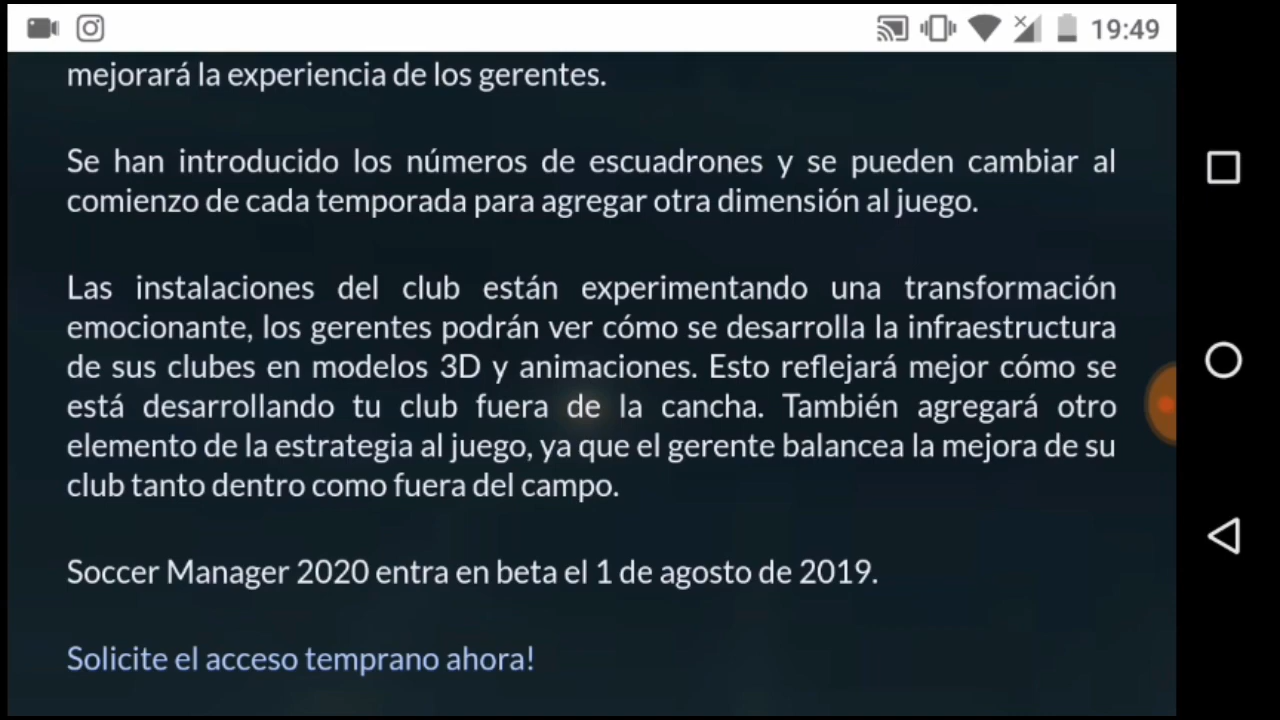 19:49
mejorará la experiencia de los gerentes.
Se han introducido los números de escuadrones y se pueden cambiar al
comienzo de cada temporada para agregar otra dimensión al juego.
Las instalaciones del club están experimentando una transformación
emocionante, los gerentes podrán ver cómo se desarrolla la infraestructura
de sus clubes en modelos 3D y animaciones. Esto reflejará mejor cómo se
está desarrollando tu club fuera de la cancha. También agregará otro
elemento de la estrategia al juego, ya que el gerente balancea la mejora de su
club tanto dentro como fuera del campo.
Soccer Manager 2020 entra en beta el 1 de agosto de 2019.
Solicite el acceso temprano ahora!